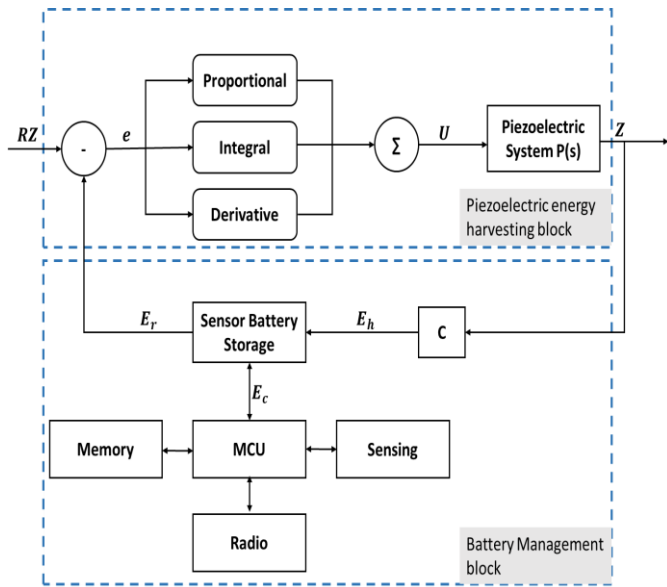 Proportional
RZ
-
e
Integral
Σ
U
Piezoelectric
System P(s)
Z
Derivative
Piezoelectric energy
harvesting block
E_r
Sensor Battery
Storage
E_h
C
E_c
Memory
MCU
Sensing
Radio
Battery Management
block